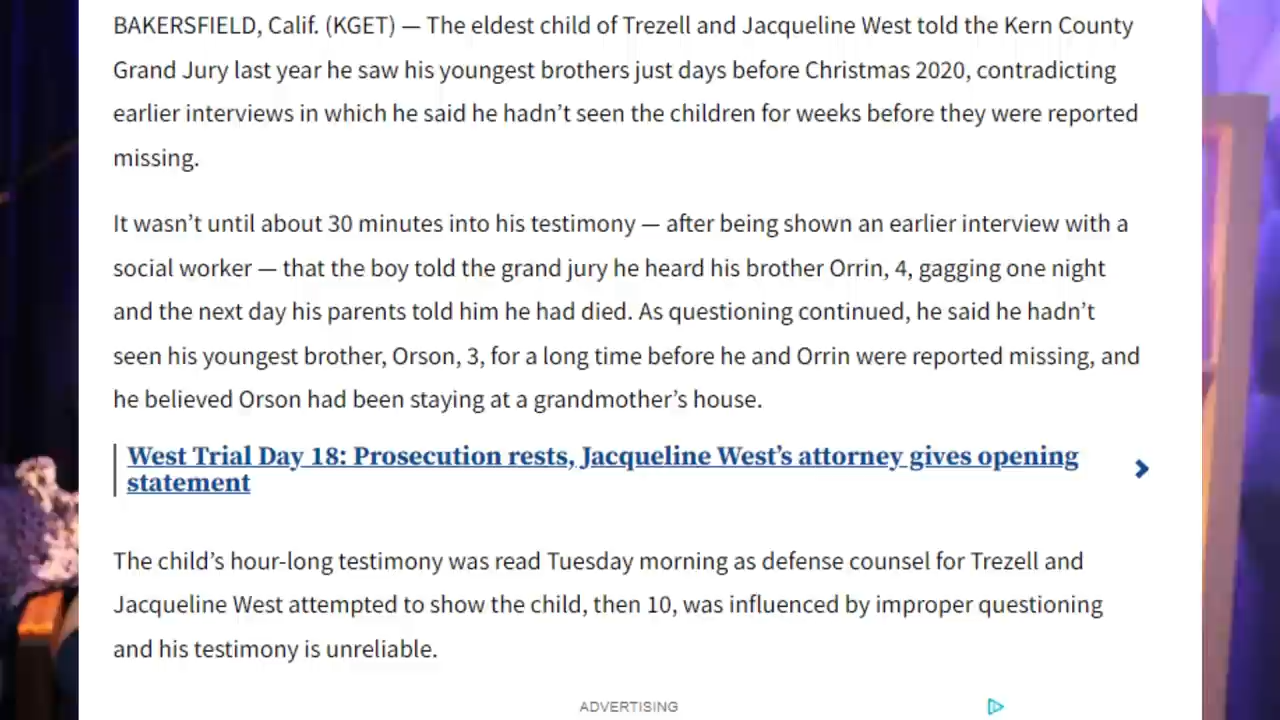 BAKERSFIELD, Calif. (KGET) — The eldest child of Trezell and Jacqueline West told the Kern County
Grand Jury last year he saw his youngest brothers just days before Christmas 2020, contradicting
earlier interviews in which he said he hadn’t seen the children for weeks before they were reported
missing.
It wasn’t until about 30 minutes into his testimony — after being shown an earlier interview with a
social worker — that the boy told the grand jury he heard his brother Orrin, 4, gagging one night
and the next day his parents told him he had died. As questioning continued, he said he hadn’t
seen his youngest brother, Orson, 3, for a long time before he and Orrin were reported missing, and
he believed Orson had been staying at a grandmother’s house.
West Trial Day 18: Prosecution rests, Jacqueline West’s attorney gives opening
statement
The child’s hour-long testimony was read Tuesday morning as defense counsel for Trezell and
Jacqueline West attempted to show the child, then 10, was influenced by improper questioning
and his testimony is unreliable.
ADVERTISING